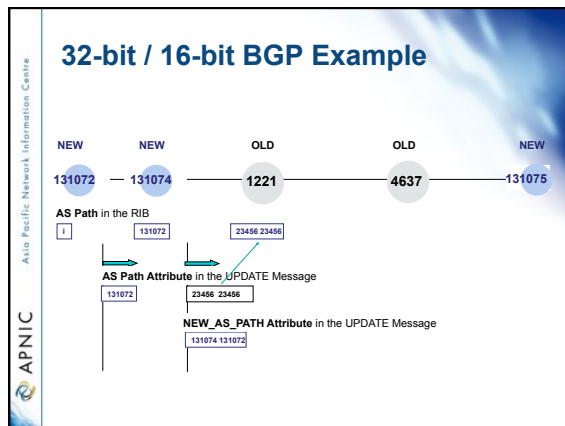 32-bit / 16-bit BGP Example
NEW NEW OLD OLD NEW
131072 131074 1221 4637 131075
AS Path in the RIB
i 131072 23456 23456
AS Path Attribute in the UPDATE Message
131072 23456 23456
NEW_AS_PATH Attribute in the UPDATE Message
131074 131072
Asia Pacific Network Information Centre
APNIC